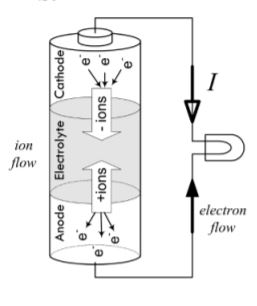 Cathode
e⁻ e⁻ e⁻
- ions
Electrolyte
+ions
Anode
e⁻ e⁻ e⁻
ion
flow
I
electron
flow